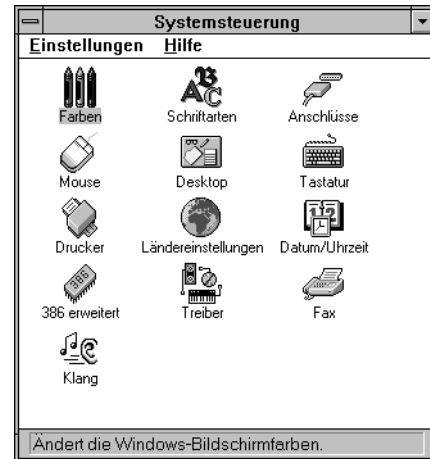 Systemsteuerung
Einstellungen Hilfe
Farben Schriftarten Anschlüsse
Mouse Desktop Tastatur
Drucker Ländereinstellungen Datum/Uhrzeit
386 erweitert Treiber Fax
Klang
Ändert die Windows-Bildschirmfarben.